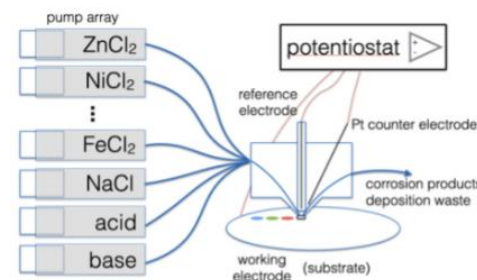 pump array
ZnCl₂
NiCl₂
⋮
FeCl₂
NaCl
acid
base
potentiostat
+
-
reference
electrode
Pt counter electrode
corrosion products
deposition waste
working
electrode
(substrate)